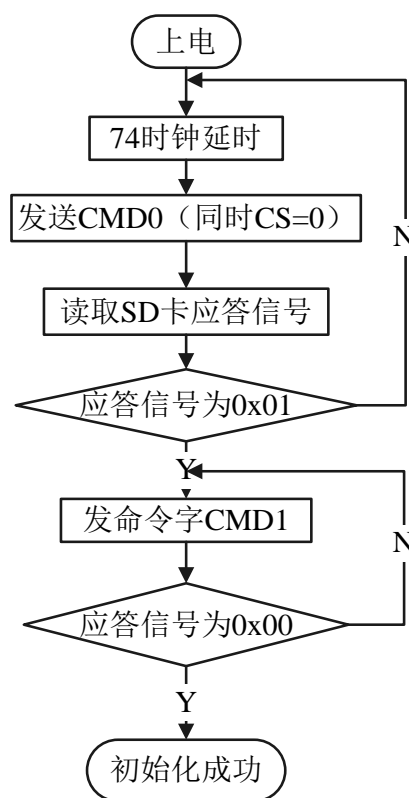 上电
74时钟延时
发送CMD0（同时CS=0）
N
读取SD卡应答信号
应答信号为0x01
Y
发命令字CMD1
N
应答信号为0x00
Y
初始化成功